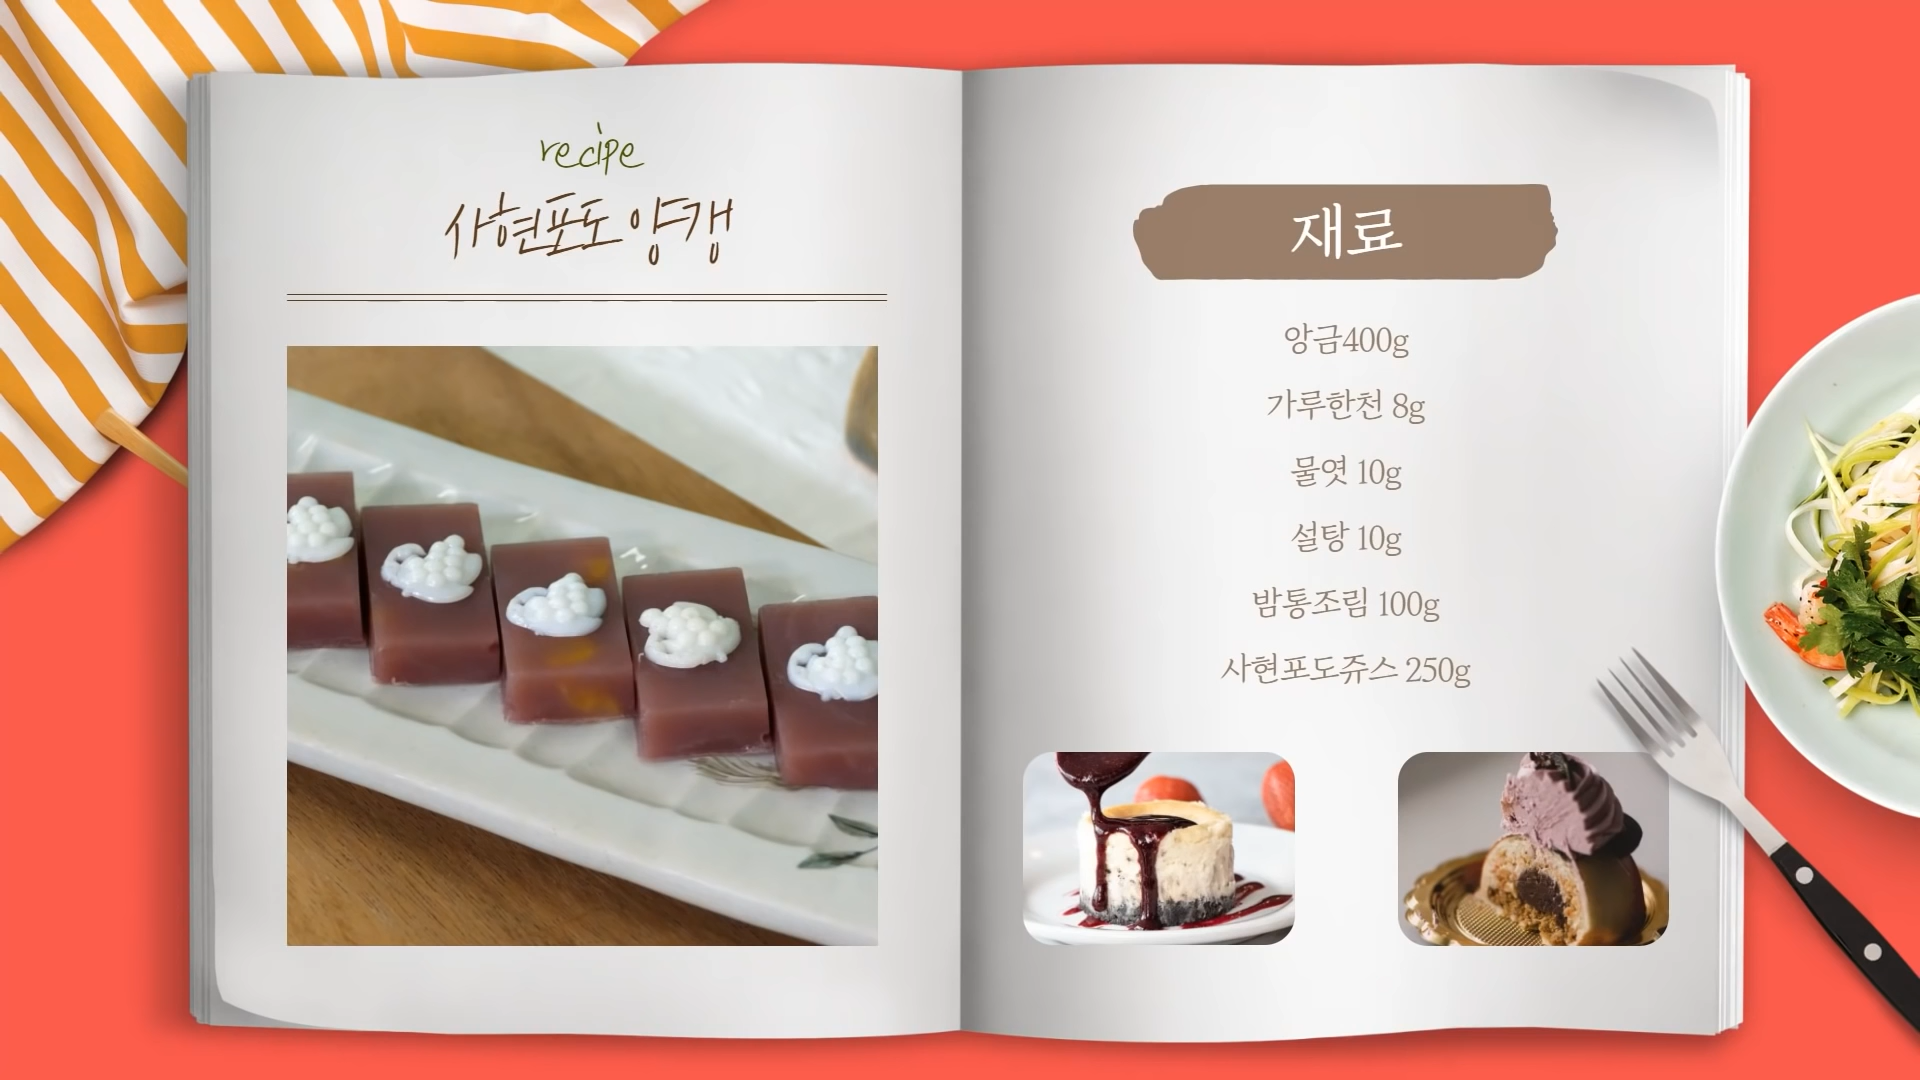 recipe
사현포도 양갱
재료
앙금400g
가루한천 8g
물엿 10g
설탕 10g
밤통조림 100g
사현포도쥬스 250g